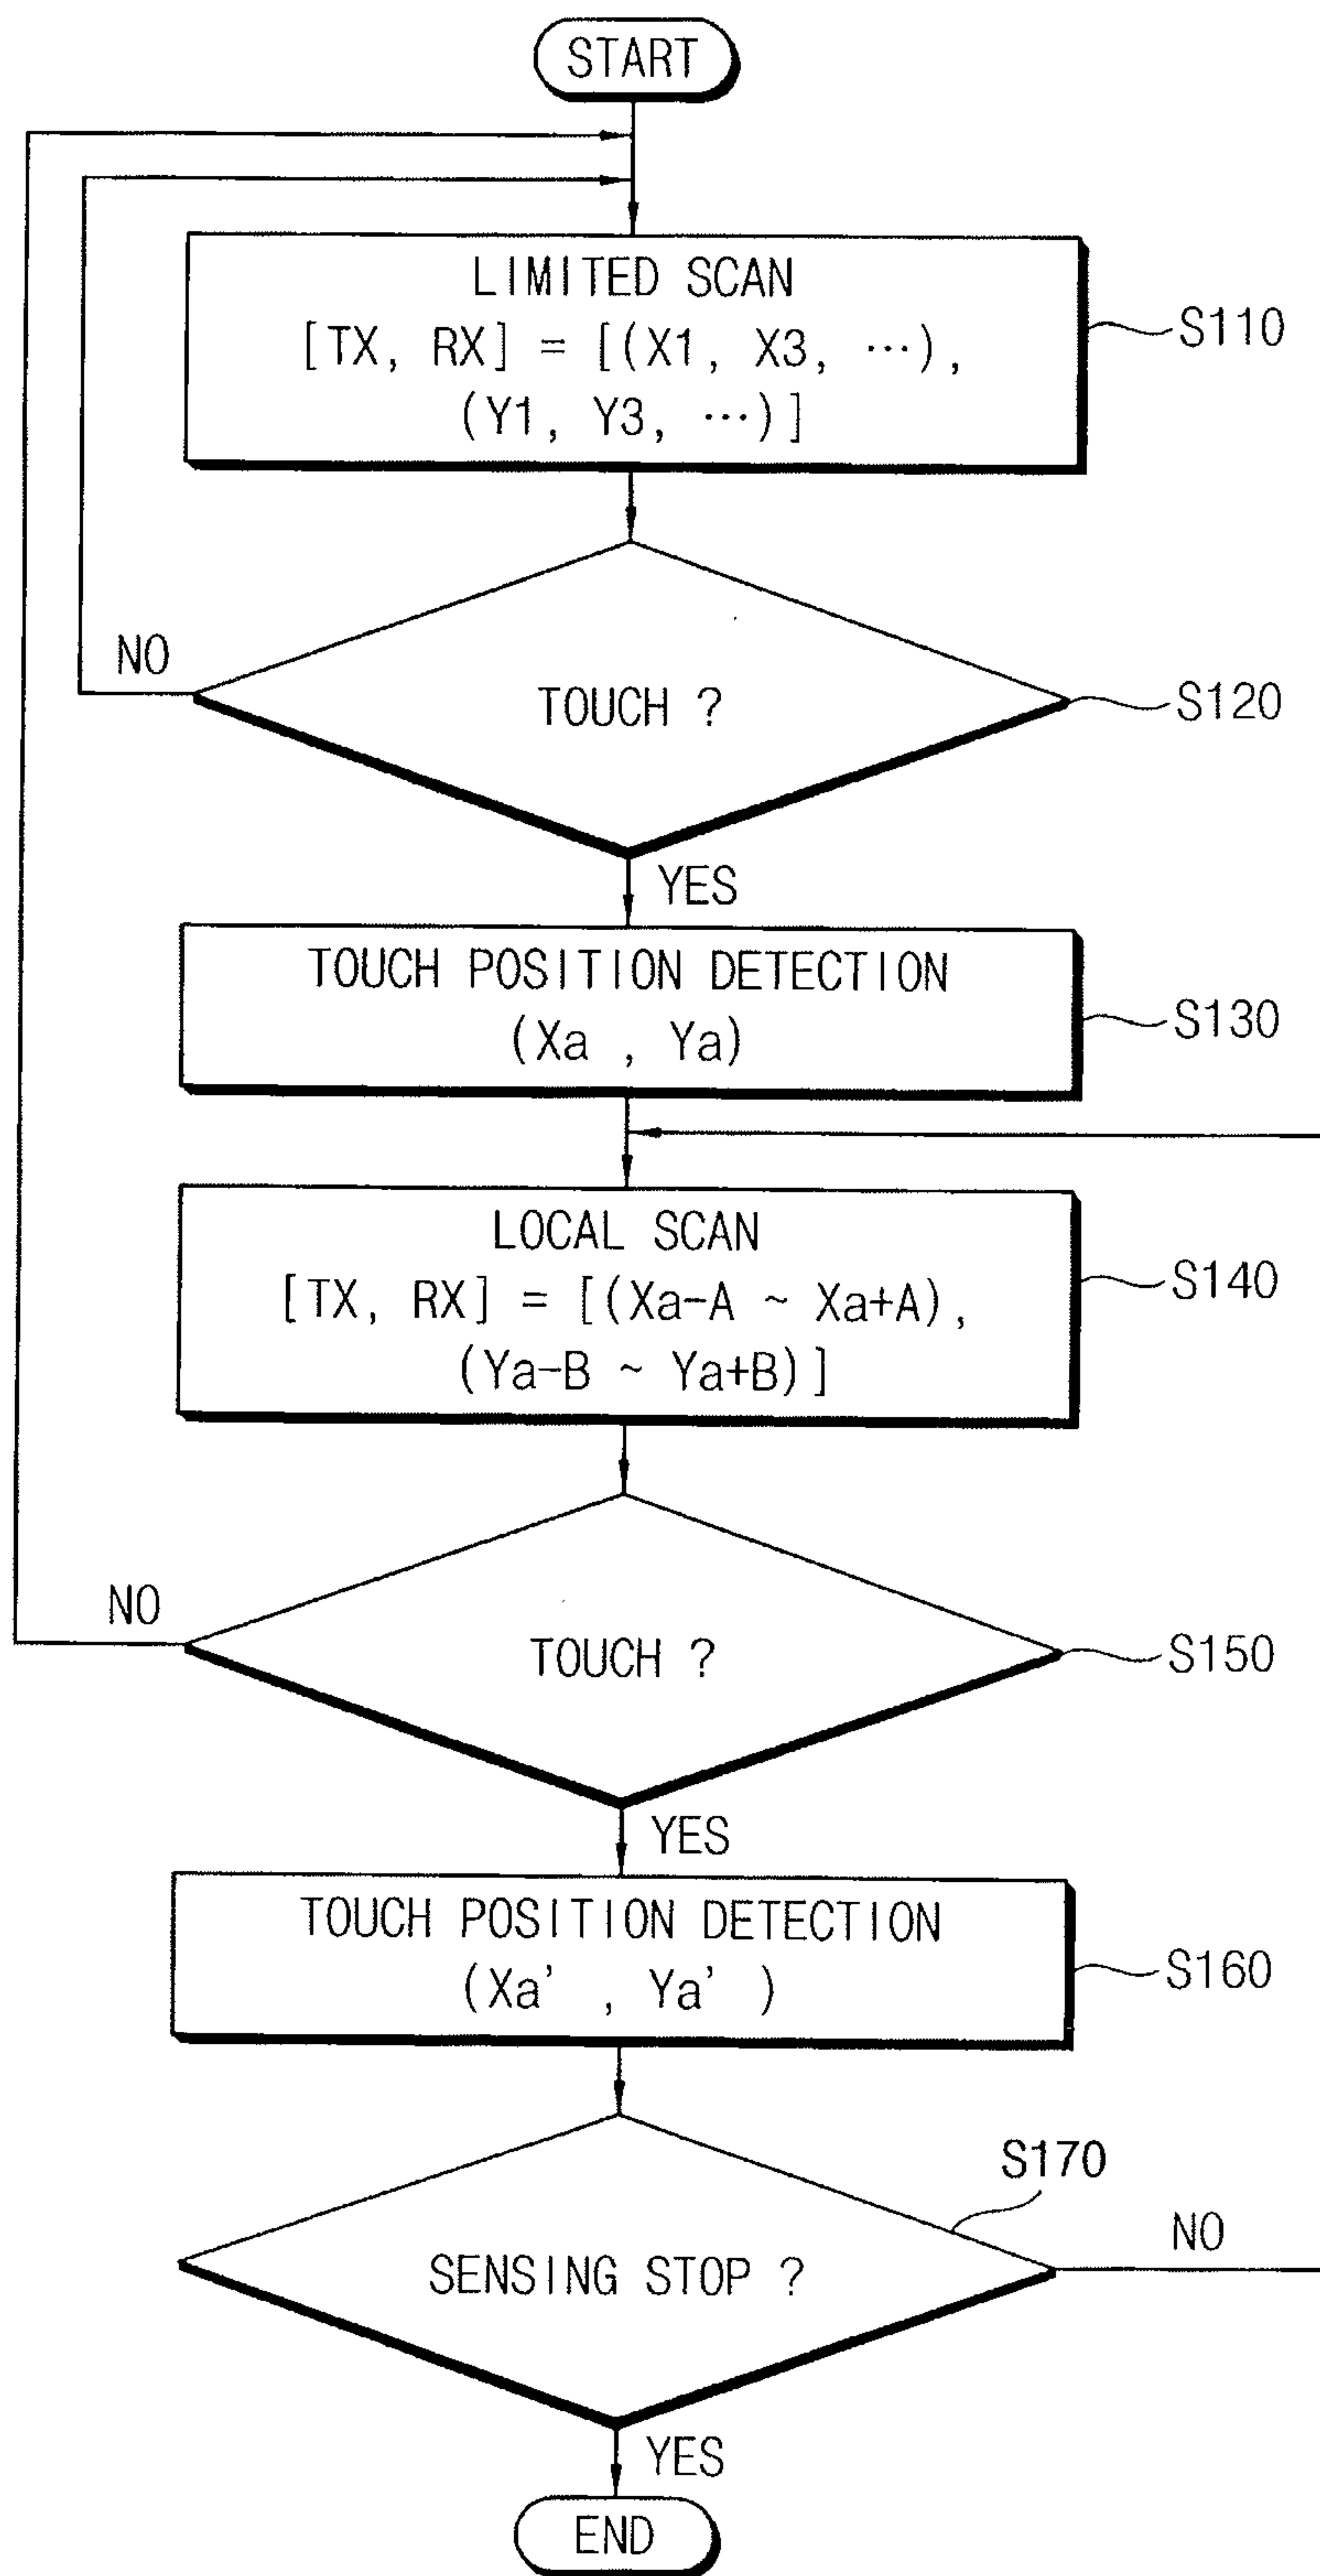 START
LIMITED SCAN
[TX, RX] = [(X1, X3, ⋯),
(Y1, Y3, ⋯)]
S110
NO
TOUCH ?
S120
YES
TOUCH POSITION DETECTION
(Xa , Ya)
S130
LOCAL SCAN
[TX, RX] = [(Xa-A ~ Xa+A),
(Ya-B ~ Ya+B)]
S140
NO
TOUCH ?
S150
YES
TOUCH POSITION DETECTION
(Xa' , Ya' )
S160
S170
NO
SENSING STOP ?
YES
END